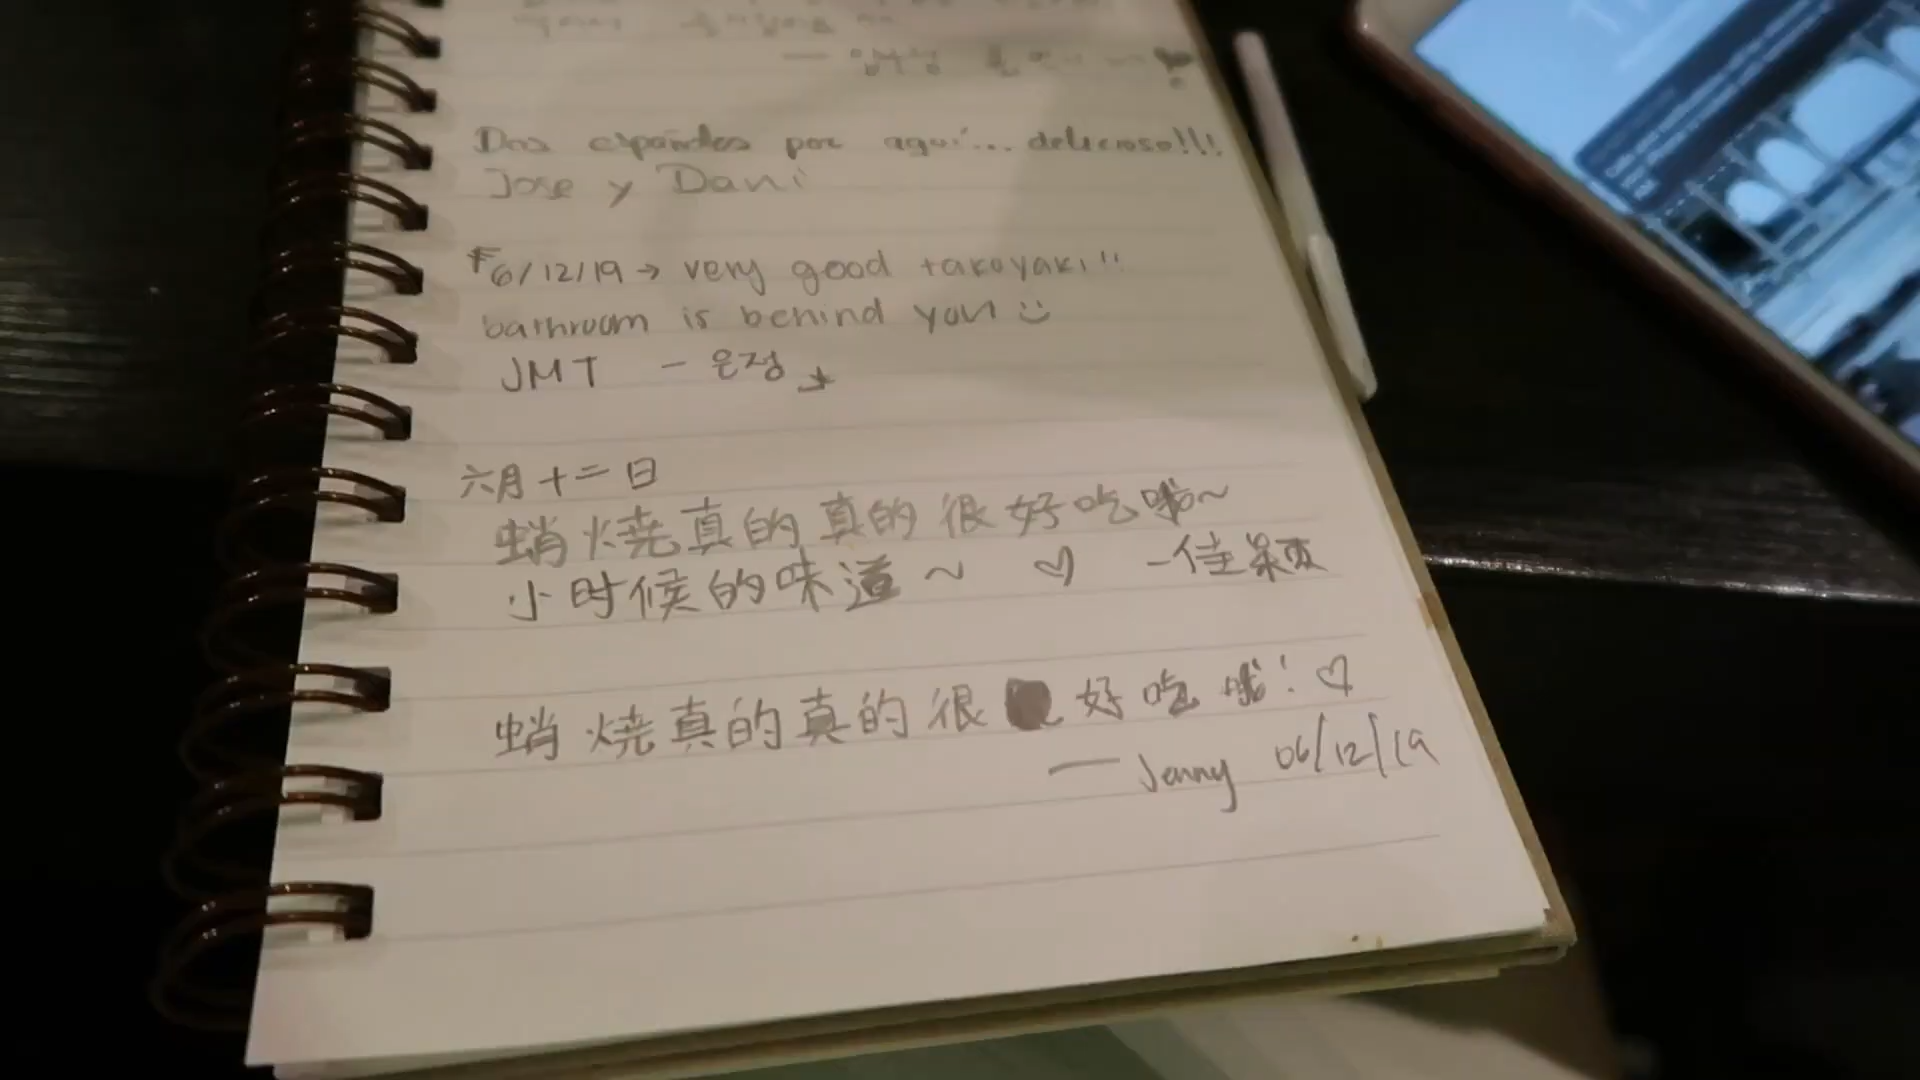 Dos españoles por aquí... delicioso!!!
Jose y Dani
6/12/19 → very good takoyaki!!
bathroom is behind you
JMT - 은정
六月十二日
蛸烧真的真的很好吃哦~
小时候的味道~ ♡ -佳颖
蛸烧真的真的很好吃哦! ♡
— Jenny 06/12/19